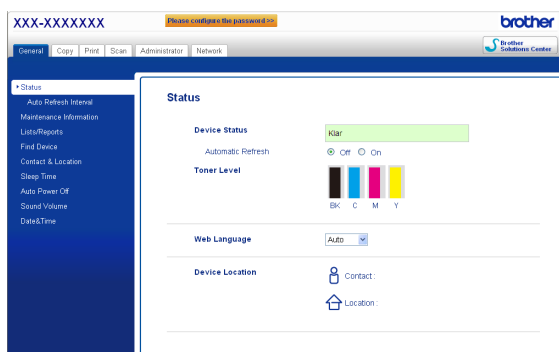 XXX-XXXXXXX
Please configure the password >>
brother
General Copy Print Scan Administrator Network
Brother
Solutions Center
Status
Auto Refresh Interval
Maintenance Information
Lists/Reports
Find Device
Contact & Location
Sleep Time
Auto Power Off
Sound Volume
Date&Time
Status
Device Status Klar
Automatic Refresh Off On
Toner Level
BK C M Y
Web Language Auto
Device Location Contact :
Location :